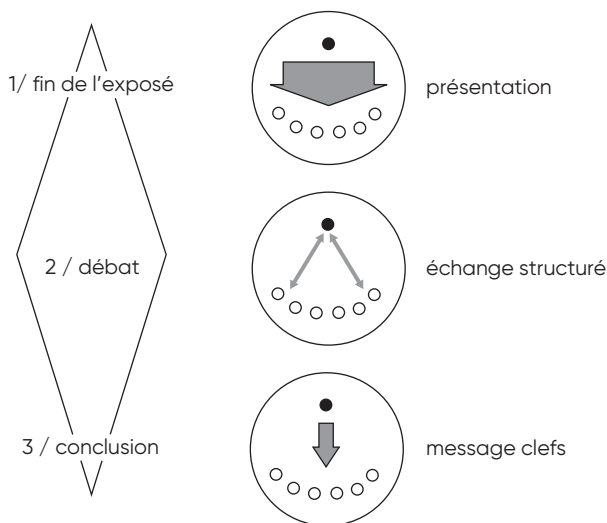 1/ fin de l'exposé
présentation
2 / débat
échange structuré
3 / conclusion
message clefs